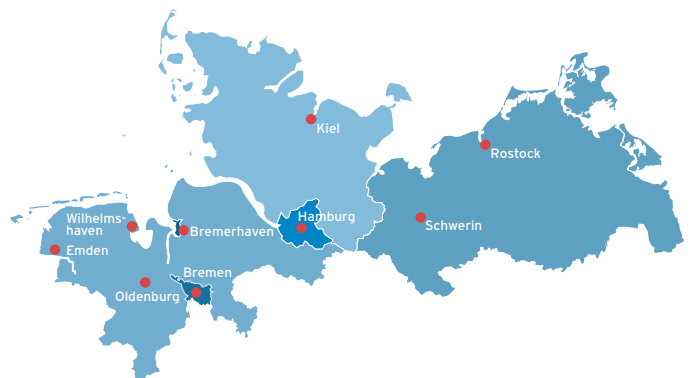 Kiel
Rostock
Wilhelms-
haven
Hamburg
Schwerin
Bremerhaven
Emden
Bremen
Oldenburg